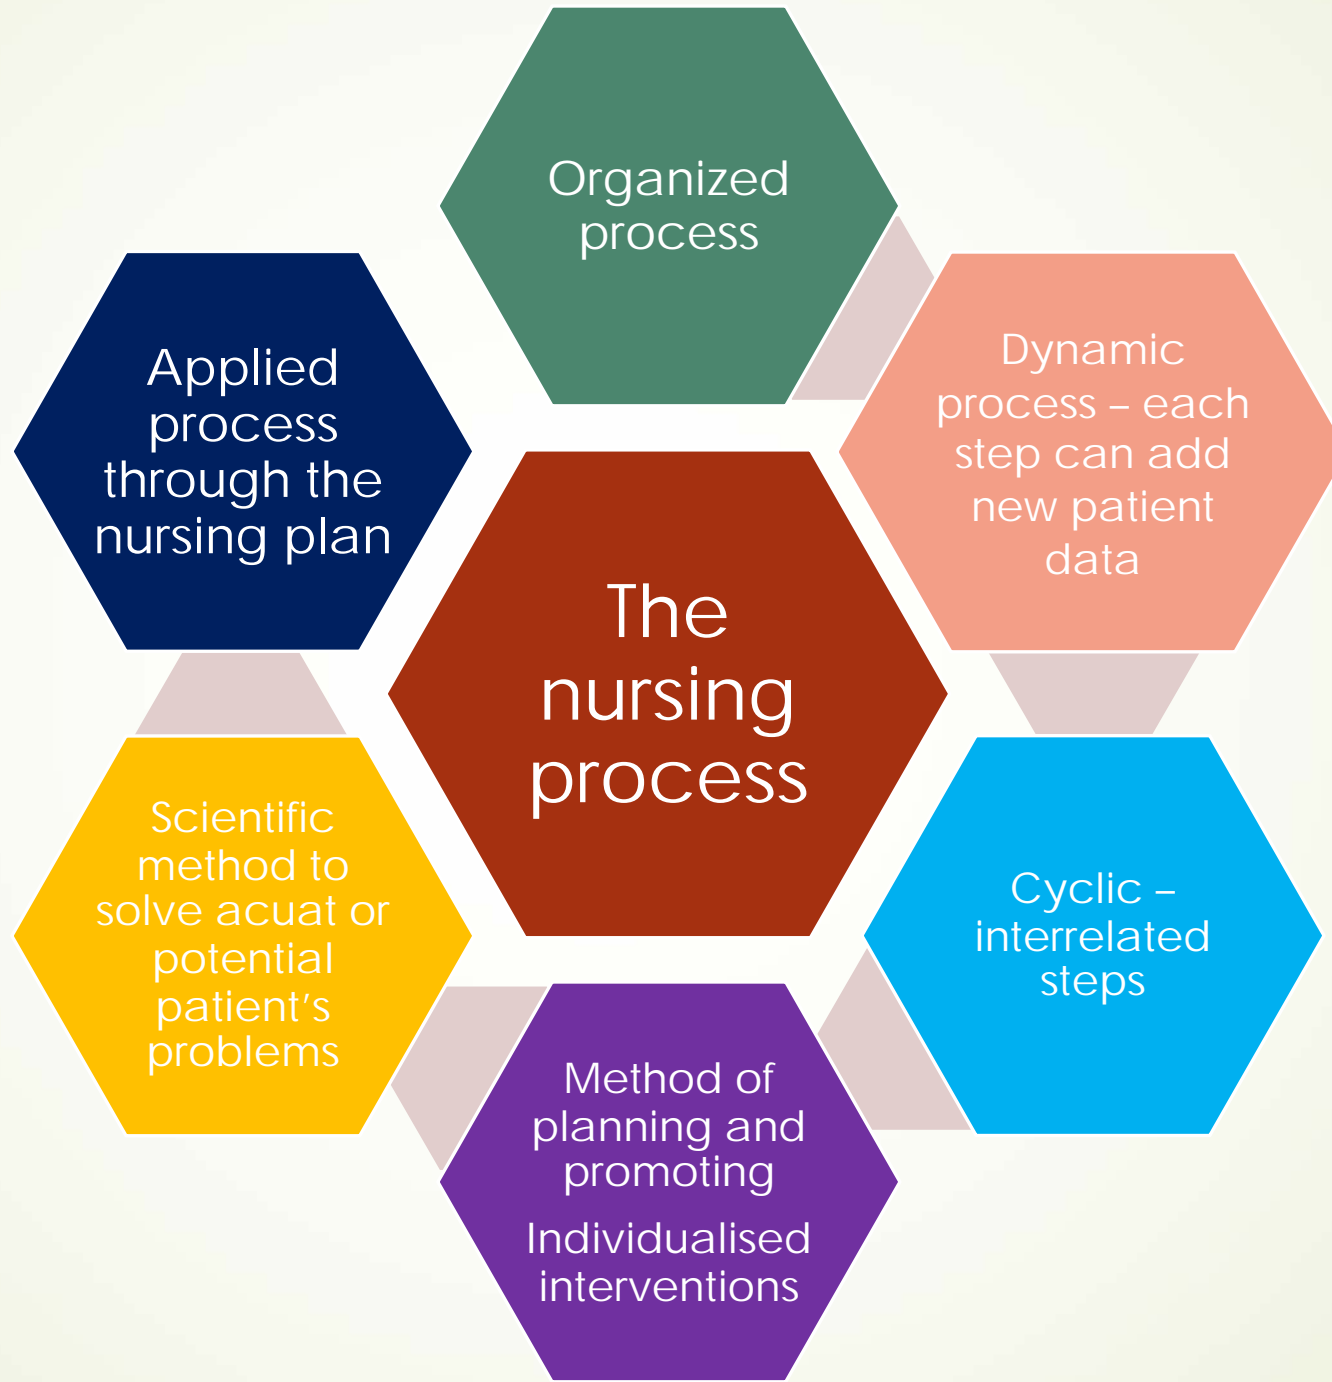 Organized
process
Dynamic
process – each
step can add
new patient
data
Cyclic –
interrelated
steps
Method of
planning and
promoting
Individualised
interventions
Scientific
method to
solve acuat or
potential
patient’s
problems
Applied
process
through the
nursing plan
The
nursing
process